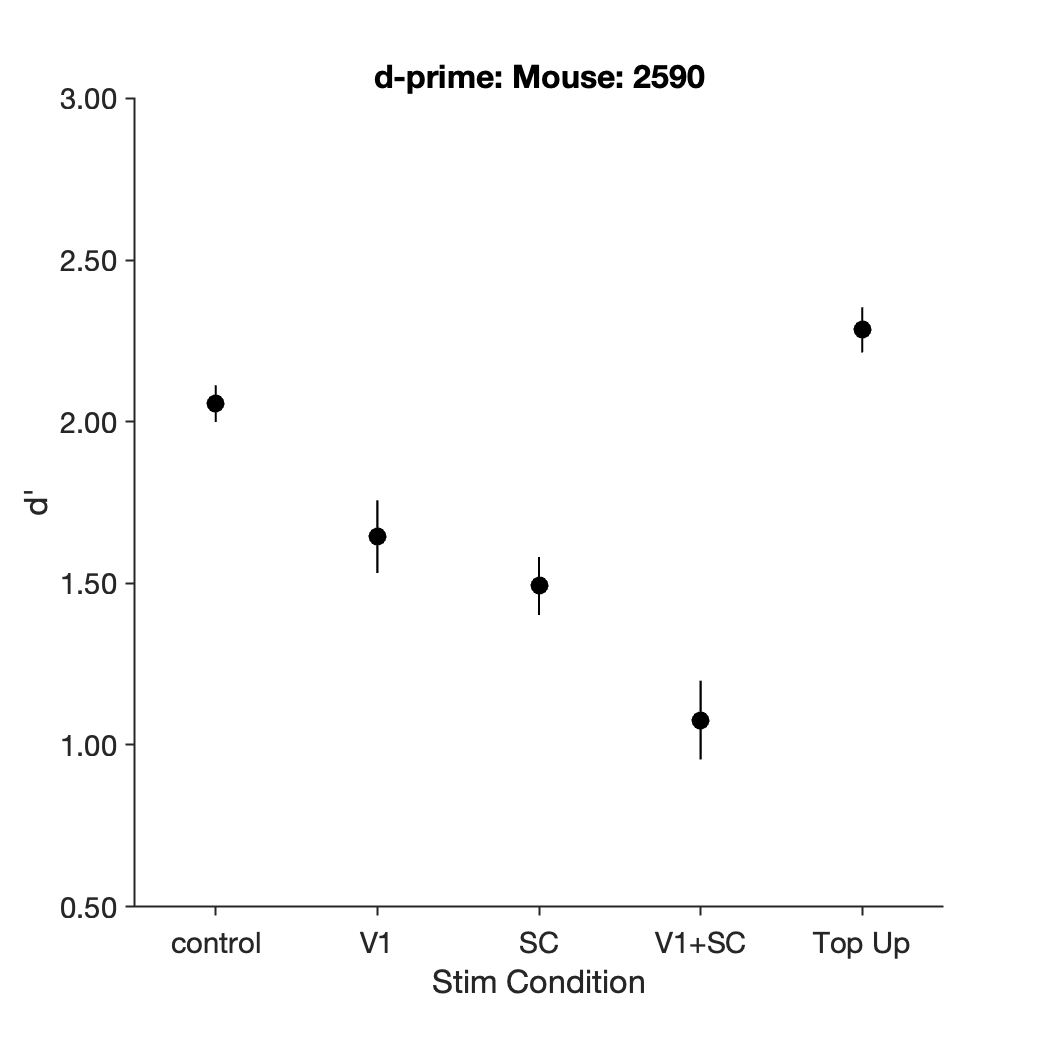 d-prime: Mouse: 2590
3.00
2.50
2.00
1.50
1.00
0.50
d'
control V1 SC V1+SC Top Up
Stim Condition